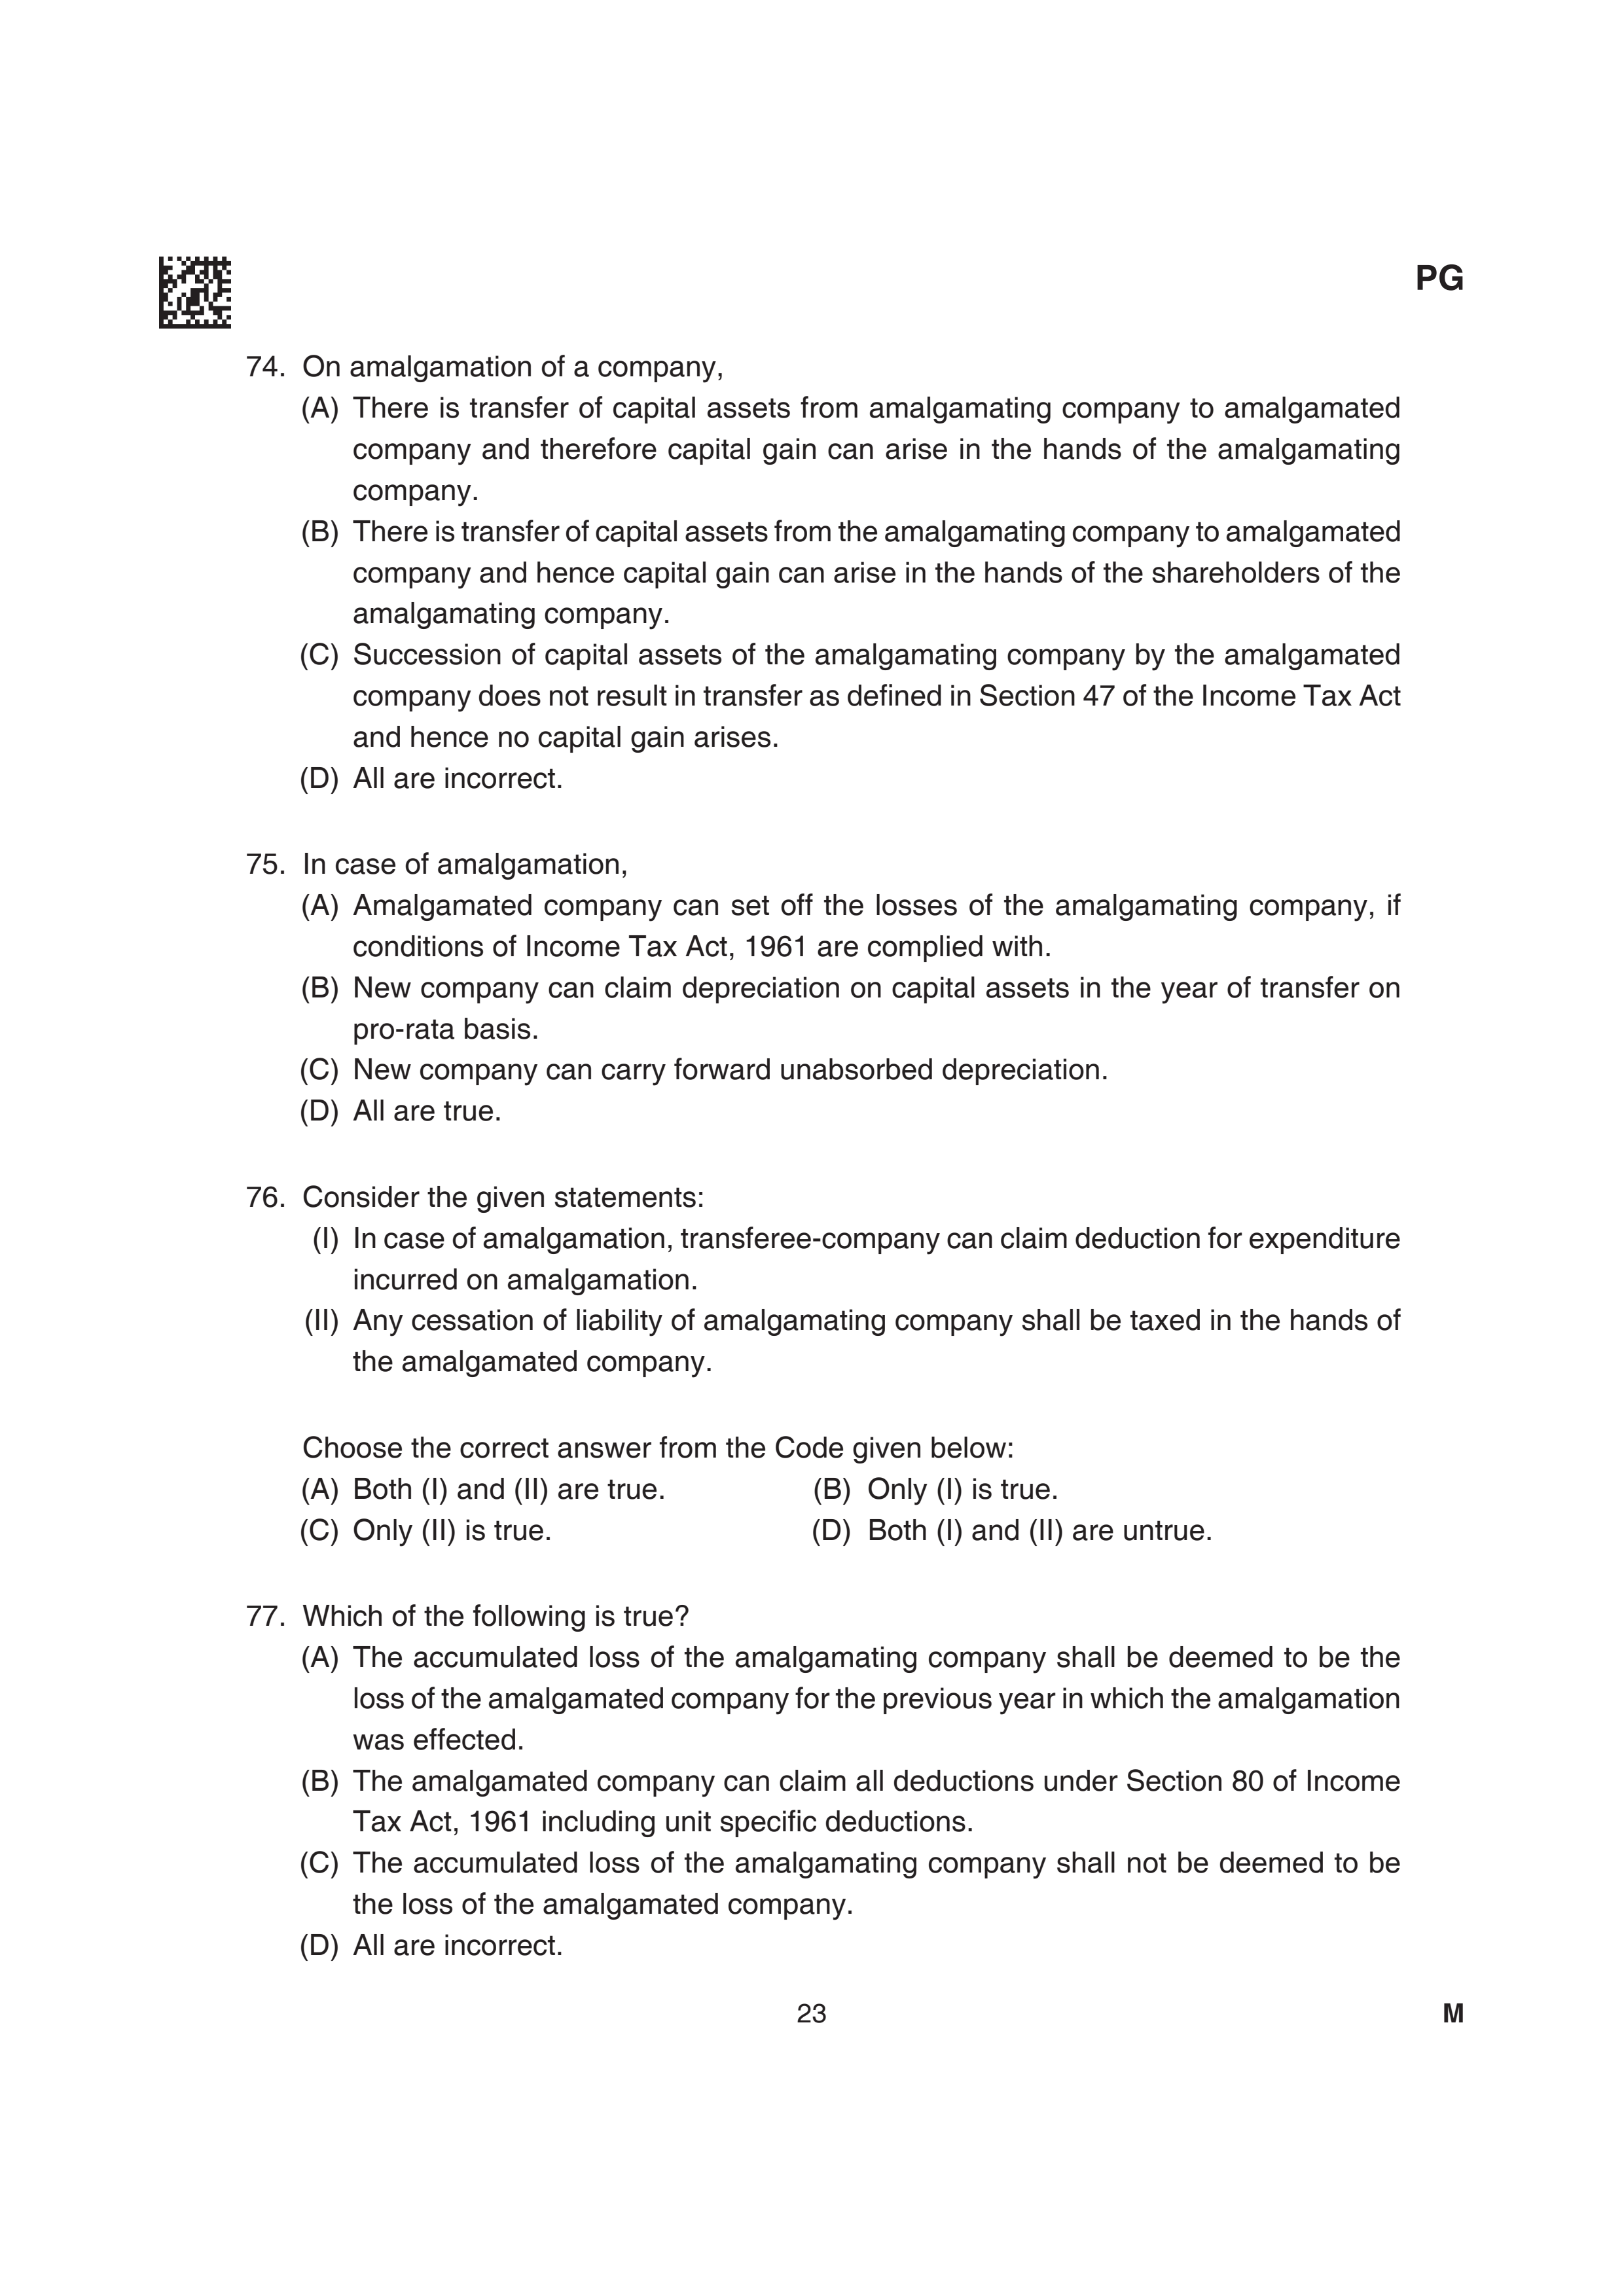 PG
74. On amalgamation of a company,
(A) There is transfer of capital assets from amalgamating company to amalgamated
company and therefore capital gain can arise in the hands of the amalgamating
company.
(B) There is transfer of capital assets from the amalgamating company to amalgamated
company and hence capital gain can arise in the hands of the shareholders of the
amalgamating company.
(C) Succession of capital assets of the amalgamating company by the amalgamated
company does not result in transfer as defined in Section 47 of the Income Tax Act
and hence no capital gain arises.
(D) All are incorrect.
75. In case of amalgamation,
(A) Amalgamated company can set off the losses of the amalgamating company, if
conditions of Income Tax Act, 1961 are complied with.
(B) New company can claim depreciation on capital assets in the year of transfer on
pro-rata basis.
(C) New company can carry forward unabsorbed depreciation.
(D) All are true.
76. Consider the given statements:
(I) In case of amalgamation, transferee-company can claim deduction for expenditure
incurred on amalgamation.
(II) Any cessation of liability of amalgamating company shall be taxed in the hands of
the amalgamated company.
Choose the correct answer from the Code given below:
(A) Both (I) and (II) are true. (B) Only (I) is true.
(C) Only (II) is true. (D) Both (I) and (II) are untrue.
77. Which of the following is true?
(A) The accumulated loss of the amalgamating company shall be deemed to be the
loss of the amalgamated company for the previous year in which the amalgamation
was effected.
(B) The amalgamated company can claim all deductions under Section 80 of Income
Tax Act, 1961 including unit specific deductions.
(C) The accumulated loss of the amalgamating company shall not be deemed to be
the loss of the amalgamated company.
(D) All are incorrect.
23 M